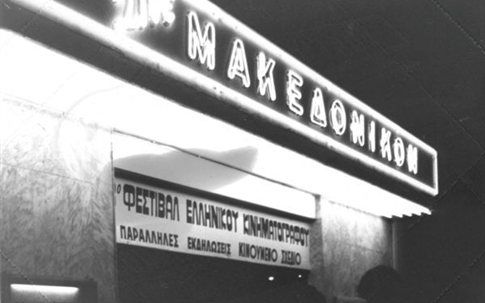 ΜΑΚΕΔΟΝΙΚΟΝ
ΦΕΣΤΙΒΑΛ ΕΛΛΗΝΙΚΟΥ ΚΙΝΗΜΑΤΟΓΡΑΦΟΥ
ΠΑΡΑΛΛΗΛΕΣ ΕΚΔΗΛΩΣΕΙΣ ΚΙΝΟΥΜΕΝΟ ΣΧΕΔΙΟ